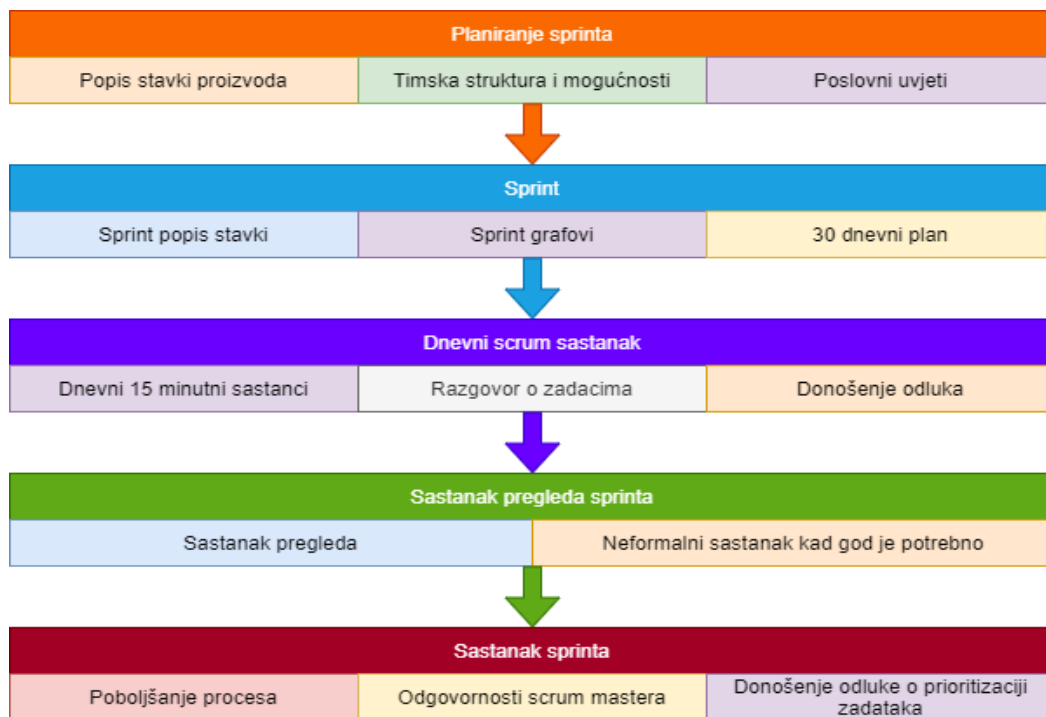 Planiranje sprinta
Popis stavki proizvoda
Timska struktura i mogućnosti
Poslovni uvjeti
Sprint
Sprint popis stavki
Sprint grafovi
30 dnevni plan
Dnevni scrum sastanak
Dnevni 15 minutni sastanci
Razgovor o zadacima
Donošenje odluka
Sastanak pregleda sprinta
Sastanak pregleda
Neformalni sastanak kad god je potrebno
Sastanak sprinta
Poboljšanje procesa
Odgovornosti scrum mastera
Donošenje odluke o prioritizaciji
zadataka